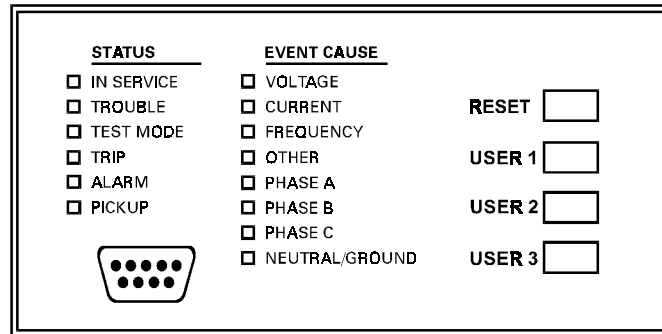 STATUS
IN SERVICE
TROUBLE
TEST MODE
TRIP
ALARM
PICKUP
EVENT CAUSE
VOLTAGE
CURRENT
FREQUENCY
OTHER
PHASE A
PHASE B
PHASE C
NEUTRAL/GROUND
RESET
USER 1
USER 2
USER 3